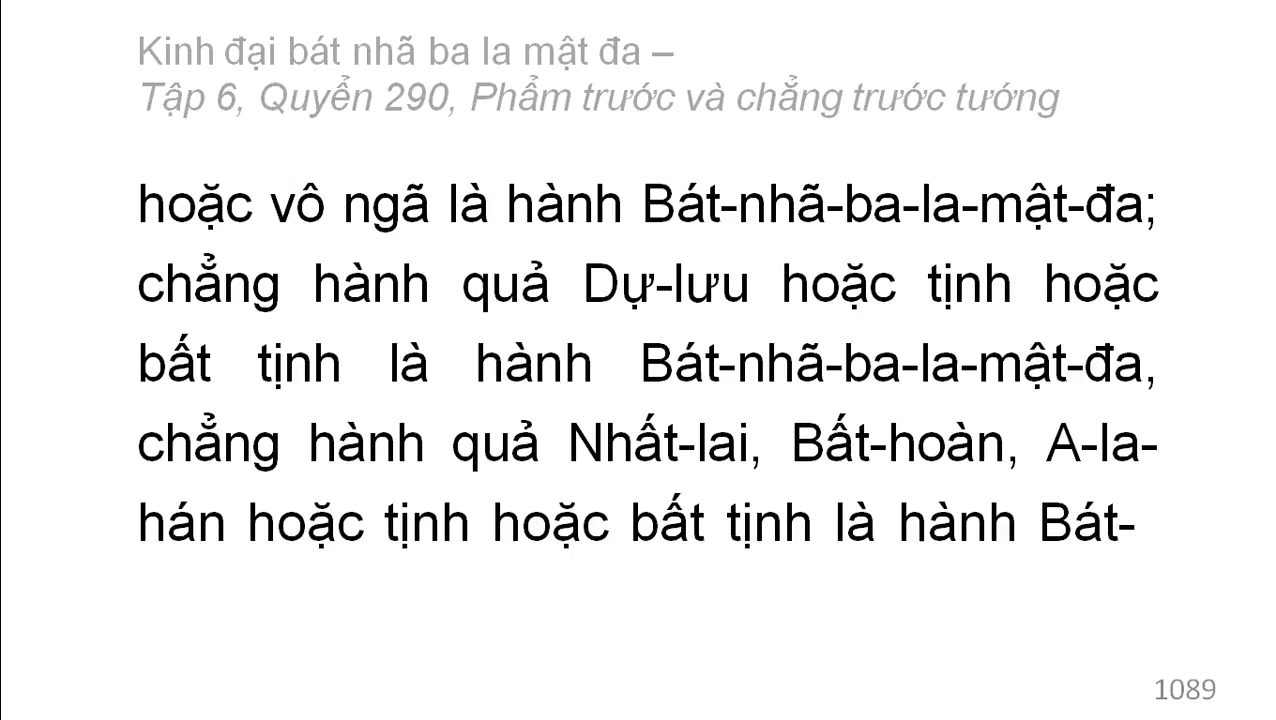 Kinh đại bát nhã ba la mật đa –
Tập 6, Quyển 290, Phẩm trước và chẳng trước tướng
hoặc vô ngã là hành Bát-nhã-ba-la-mật-đa;
chẳng hành quả Dự-lưu hoặc tịnh hoặc
bất tịnh là hành Bát-nhã-ba-la-mật-đa,
chẳng hành quả Nhất-lai, Bất-hoàn, A-la-
hán hoặc tịnh hoặc bất tịnh là hành Bát-
1089